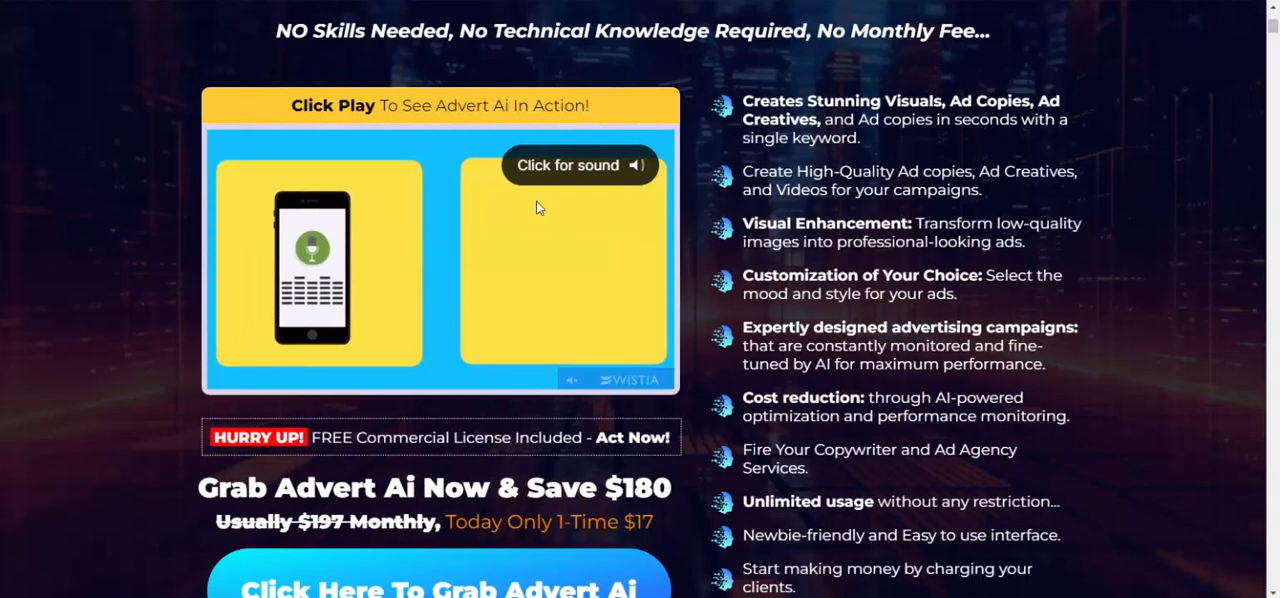 NO Skills Needed, No Technical Knowledge Required, No Monthly Fee...
Click Play To See Advert Ai In Action!
Click for sound
WISTIA
HURRY UP! FREE Commercial License Included - Act Now!
Grab Advert Ai Now & Save $180
Usually $197 Monthly, Today Only 1-Time $17
Click Here To Grab Advert Ai
Creates Stunning Visuals, Ad Copies, Ad
Creatives, and Ad copies in seconds with a
single keyword.
Create High-Quality Ad copies, Ad Creatives,
and Videos for your campaigns.
Visual Enhancement: Transform low-quality
images into professional-looking ads.
Customization of Your Choice: Select the
mood and style for your ads.
Expertly designed advertising campaigns:
that are constantly monitored and fine-
tuned by AI for maximum performance.
Cost reduction: through AI-powered
optimization and performance monitoring.
Fire Your Copywriter and Ad Agency
Services.
Unlimited usage without any restriction...
Newbie-friendly and Easy to use interface.
Start making money by charging your
clients.